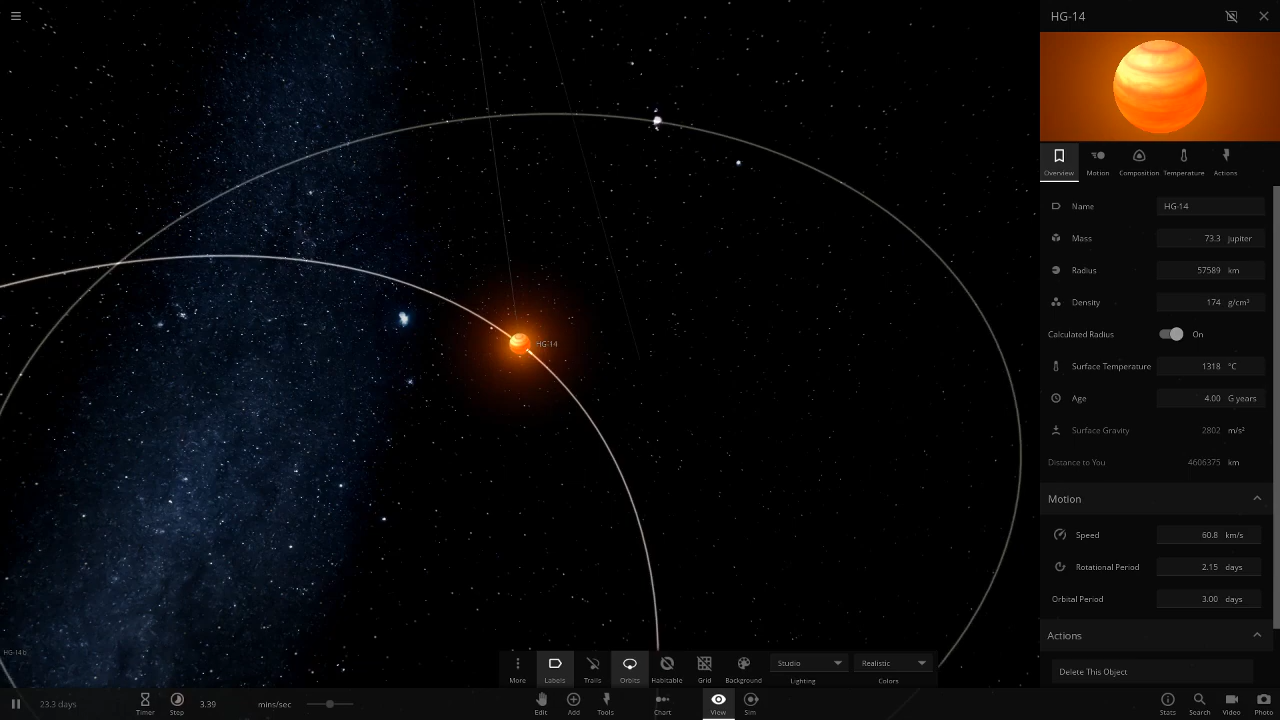 HG-14
Overview Motion Composition Temperature Actions
Name HG-14
Mass 73.3 jupiter
Radius 57589 km
Density 174 g/cm³
Calculated Radius On
HG-14
Surface Temperature 1318 °C
Age 4.00 G years
Surface Gravity 2802 m/s²
Distance to You 4606375 km
Motion
Speed 60.8 km/s
Rotational Period 2.15 days
Orbital Period 3.00 days
Actions
HG-14 b
Delete This Object
More Labels Trails Orbits Habitable Grid Background Studio Lighting Realistic Colors
23.3 days Timer Step 3.39 mins/sec Edit Add Tools Chart View Sim Stats Search Video Photo